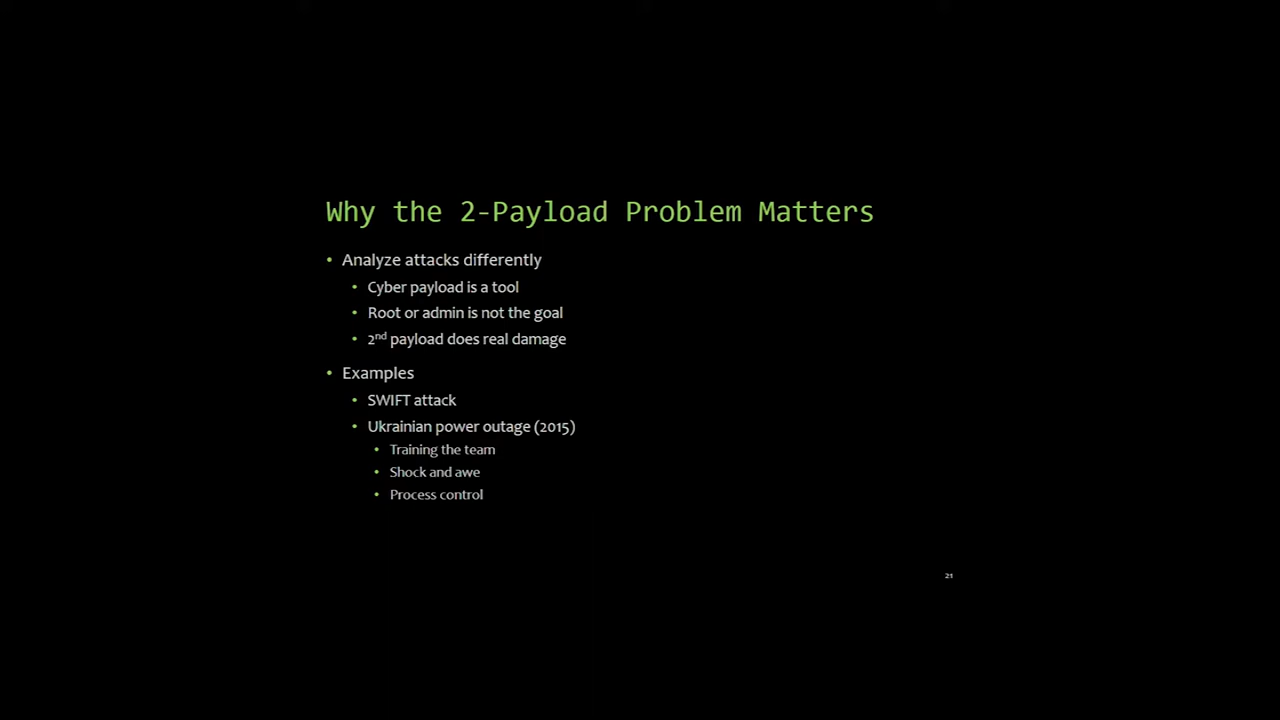 Why the 2-Payload Problem Matters
• Analyze attacks differently
• Cyber payload is a tool
• Root or admin is not the goal
• 2nd payload does real damage
• Examples
• SWIFT attack
• Ukrainian power outage (2015)
• Training the team
• Shock and awe
• Process control
21